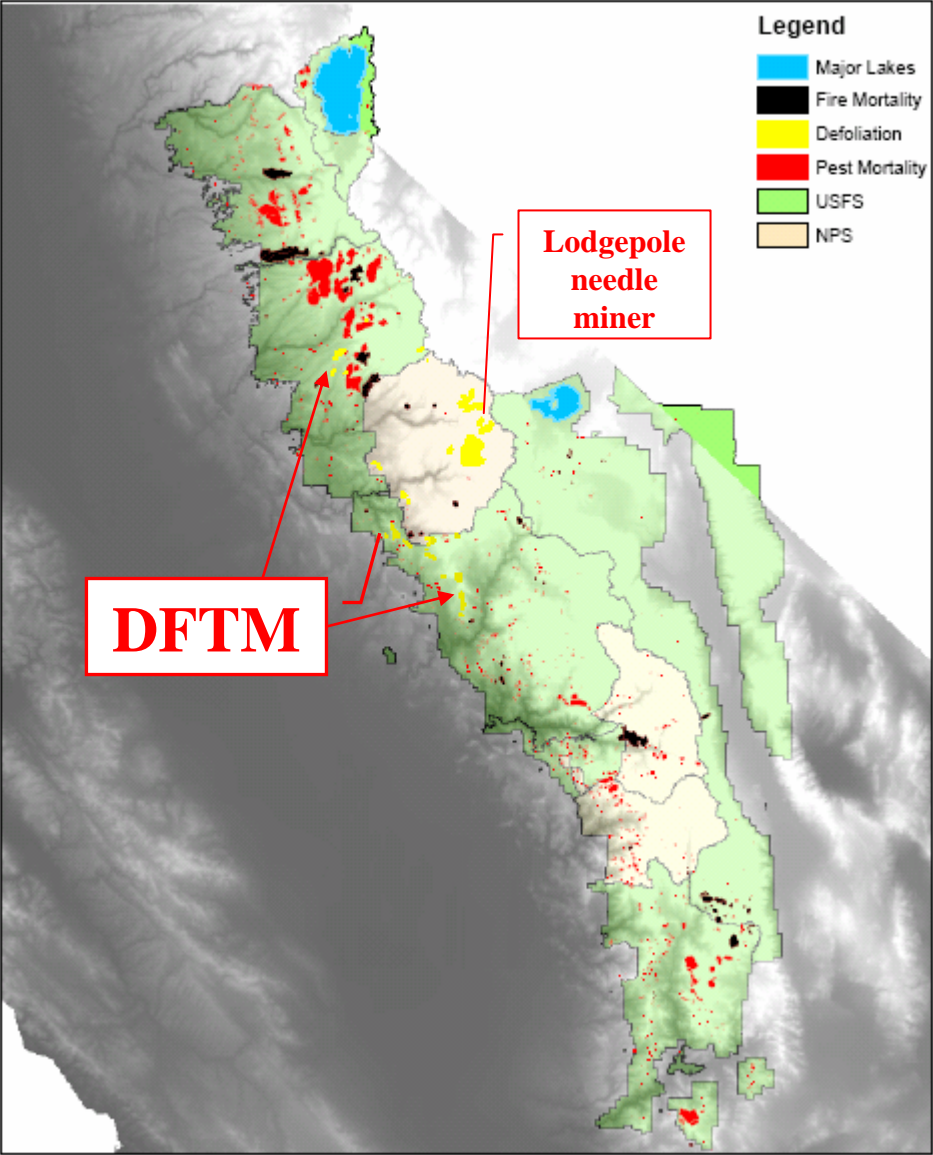 Legend
Major Lakes
Fire Mortality
Defoliation
Pest Mortality
USFS
NPS
Lodgepole
needle
miner
DFTM